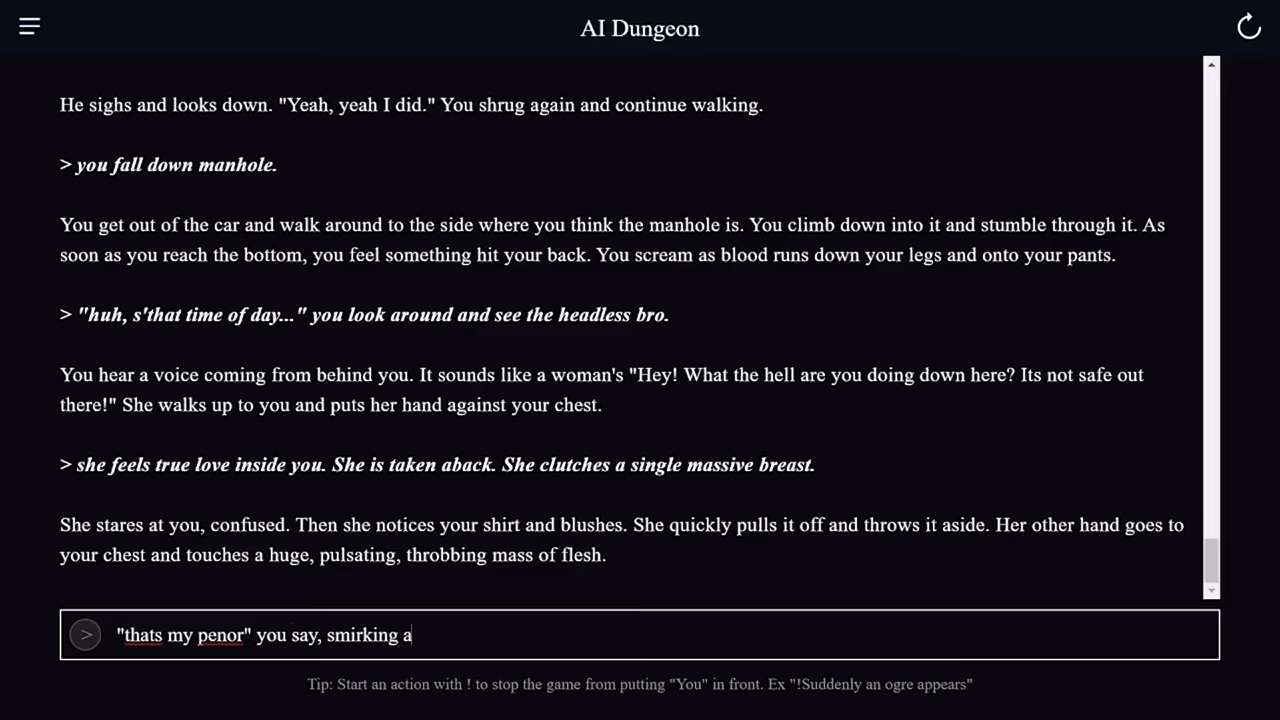 AI Dungeon
He sighs and looks down. "Yeah, yeah I did." You shrug again and continue walking.
> you fall down manhole.
You get out of the car and walk around to the side where you think the manhole is. You climb down into it and stumble through it. As
soon as you reach the bottom, you feel something hit your back. You scream as blood runs down your legs and onto your pants.
> "huh, s'that time of day..." you look around and see the headless bro.
You hear a voice coming from behind you. It sounds like a woman's "Hey! What the hell are you doing down here? Its not safe out
there!" She walks up to you and puts her hand against your chest.
> she feels true love inside you. She is taken aback. She clutches a single massive breast.
She stares at you, confused. Then she notices your shirt and blushes. She quickly pulls it off and throws it aside. Her other hand goes to
your chest and touches a huge, pulsating, throbbing mass of flesh.
> "thats my penor" you say, smirking a
Tip: Start an action with ! to stop the game from putting "You" in front. Ex "!Suddenly an ogre appears"